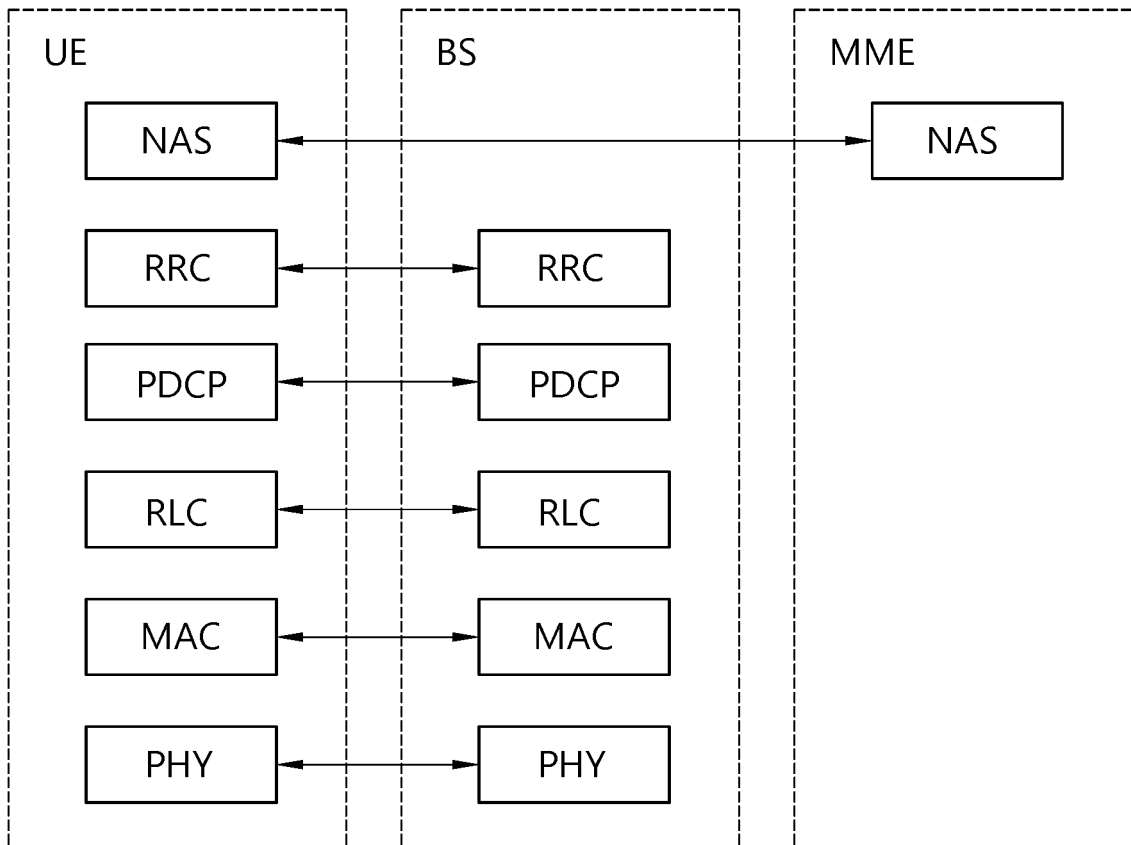 UE BS MME
NAS NAS
RRC RRC
PDCP PDCP
RLC RLC
MAC MAC
PHY PHY